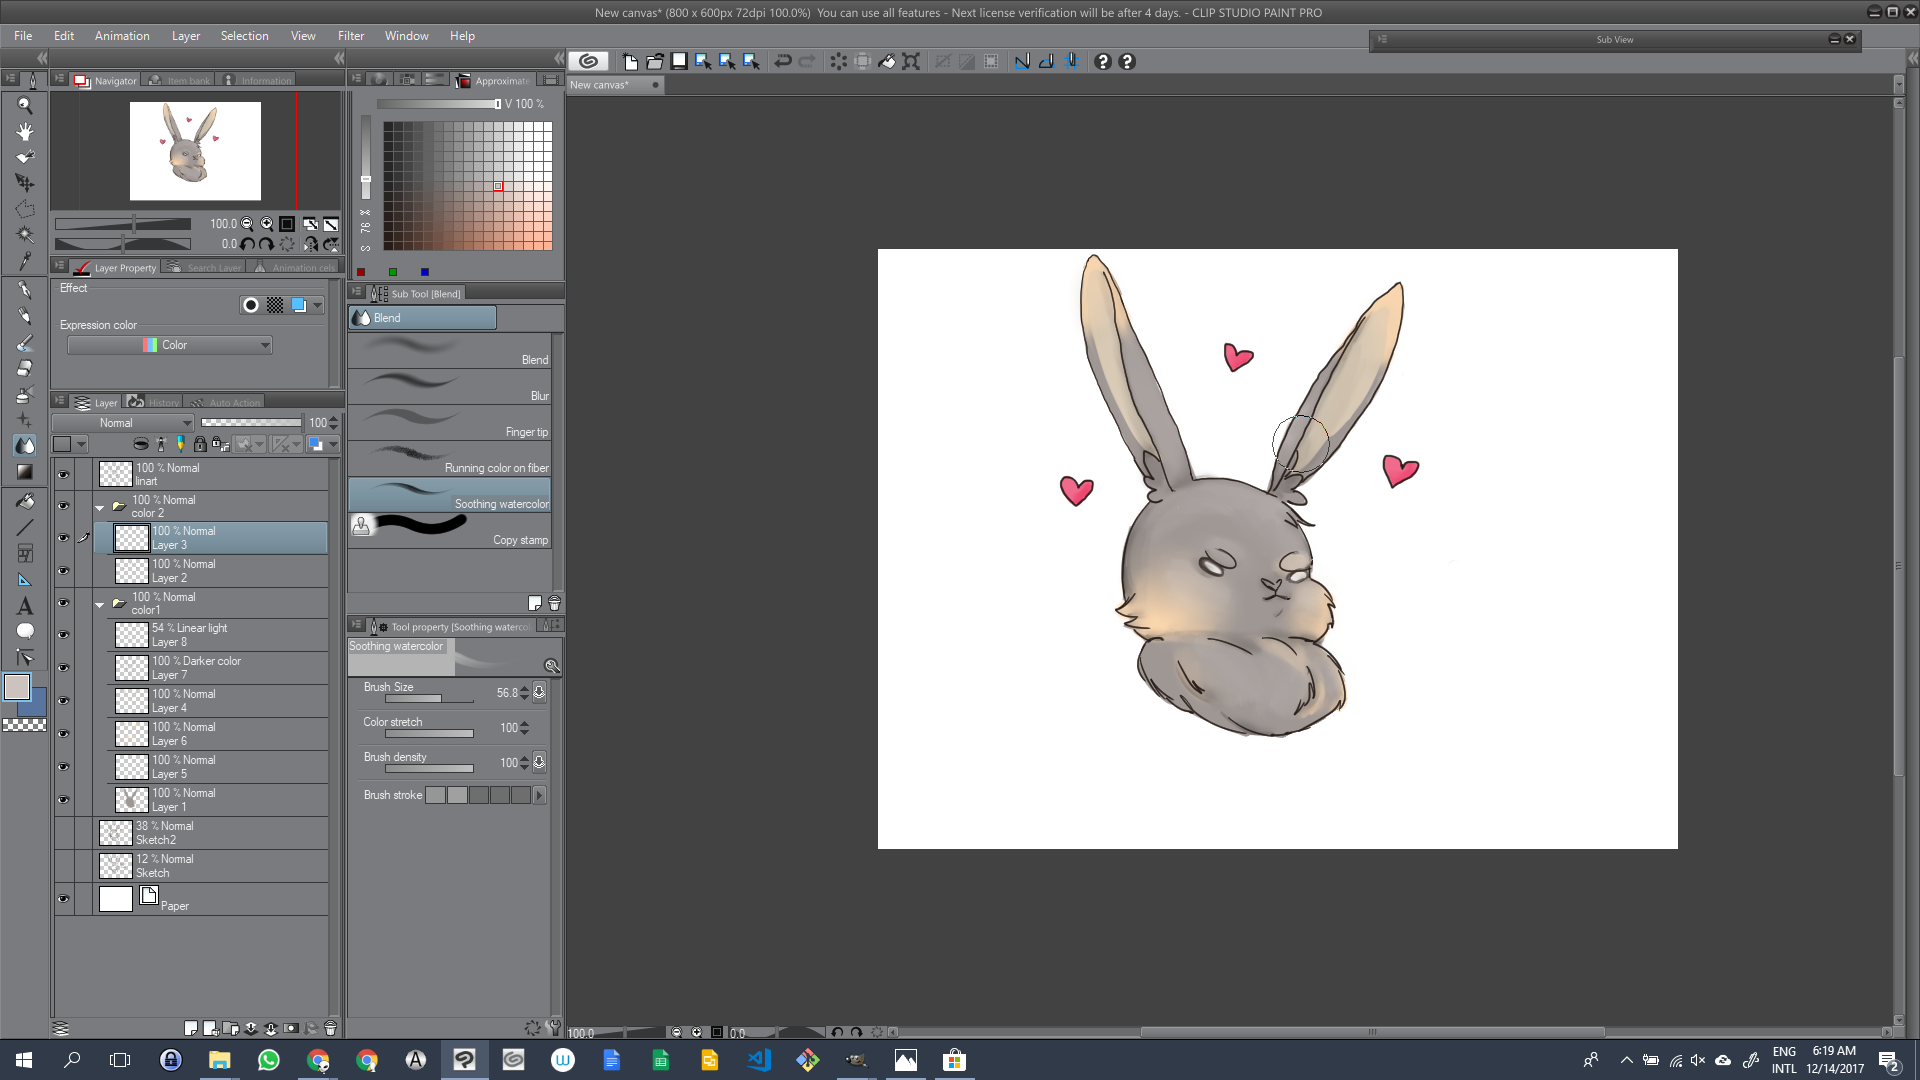 New canvas* (800 x 600px 72dpi 100.0%)  You can use all features - Next license verification will be after 4 days. - CLIP STUDIO PAINT PRO
File Edit Animation Layer Selection View Filter Window Help
Sub View
Navigator Item bank Information
Approximate
New canvas*
V 100 %
100.0
0.0
76
S
Layer Property Search Layer Animation cels
Effect
Expression color
Color
Sub Tool [Blend]
Blend
Blend
Blur
Finger tip
Running color on fiber
Soothing watercolor
Copy stamp
Layer History Auto Action
Normal 100
100 % Normal
linart
100 % Normal
color 2
100 % Normal
Layer 3
100 % Normal
Layer 2
100 % Normal
color1
54 % Linear light
Layer 8
100 % Darker color
Layer 7
100 % Normal
Layer 4
100 % Normal
Layer 6
100 % Normal
Layer 5
100 % Normal
Layer 1
38 % Normal
Sketch2
12 % Normal
Sketch
Paper
Tool property [Soothing waterco
Soothing watercolor
Brush Size 56.8
Color stretch 100
Brush density 100
Brush stroke
100.0 0.0
ENG
INTL
6:19 AM
12/14/2017
2